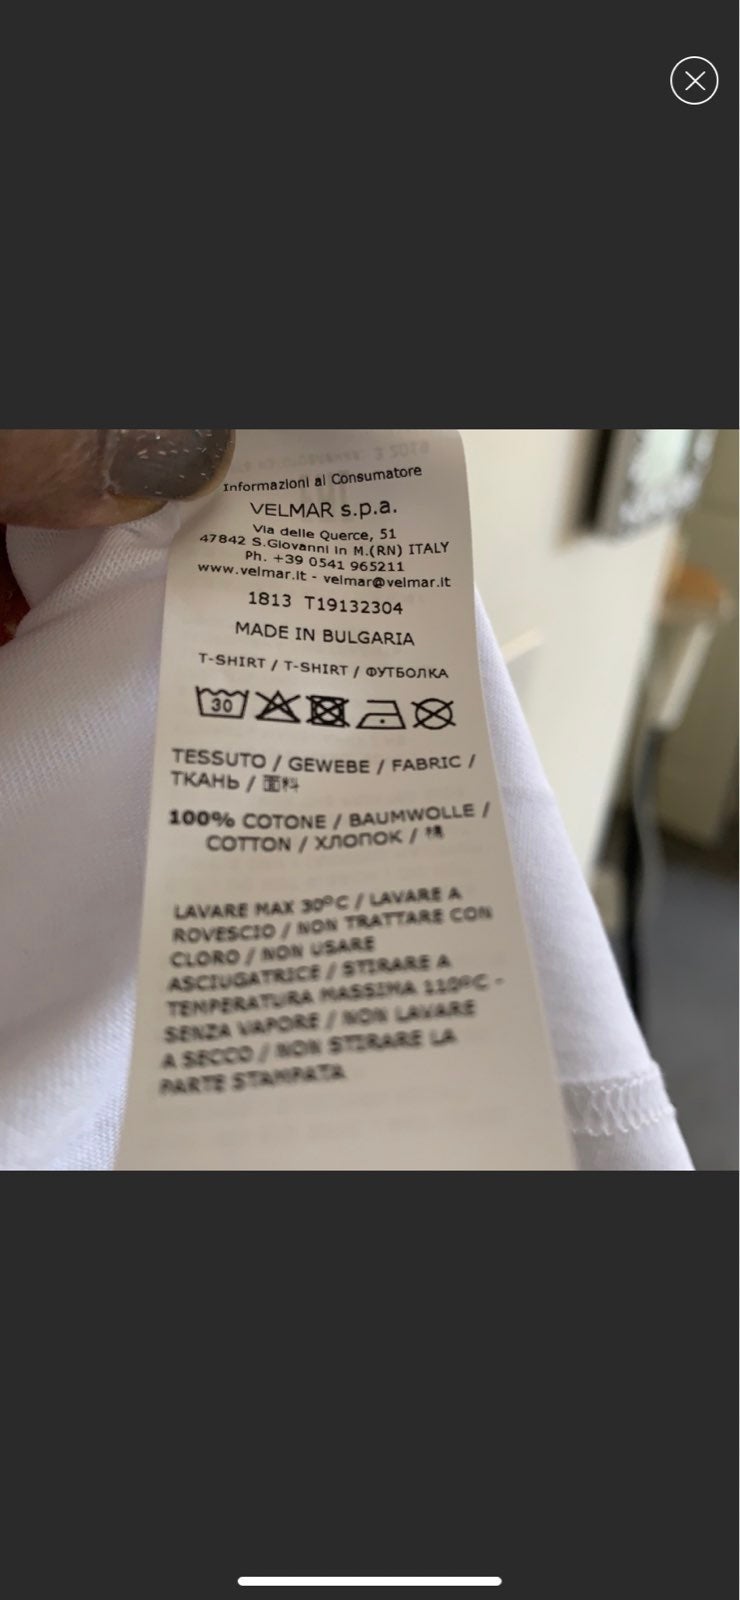 Informazioni al Consumatore
VELMAR s.p.a.
Via delle Querce, 51
47842 S.Giovanni in M.(RN) ITALY
Ph. +39 0541 965211
www.velmar.it - velmar@velmar.it
1813 T19132304
MADE IN BULGARIA
T-SHIRT / T-SHIRT / ФУТБОЛКА
30
TESSUTO / GEWEBE / FABRIC /
ТКАНЬ / 面料
100% COTONE / BAUMWOLLE /
COTTON / ХЛОПОК /
LAVARE MAX 30ºC / LAVARE A
ROVESCIO / NON TRATTARE CON
CLORO / NON USARE
ASCIUGATRICE / STIRARE A
TEMPERATURA MASSIMA 110ºC -
SENZA VAPORE / NON LAVARE
A SECCO / NON STIRARE LA
PARTE STAMPATA